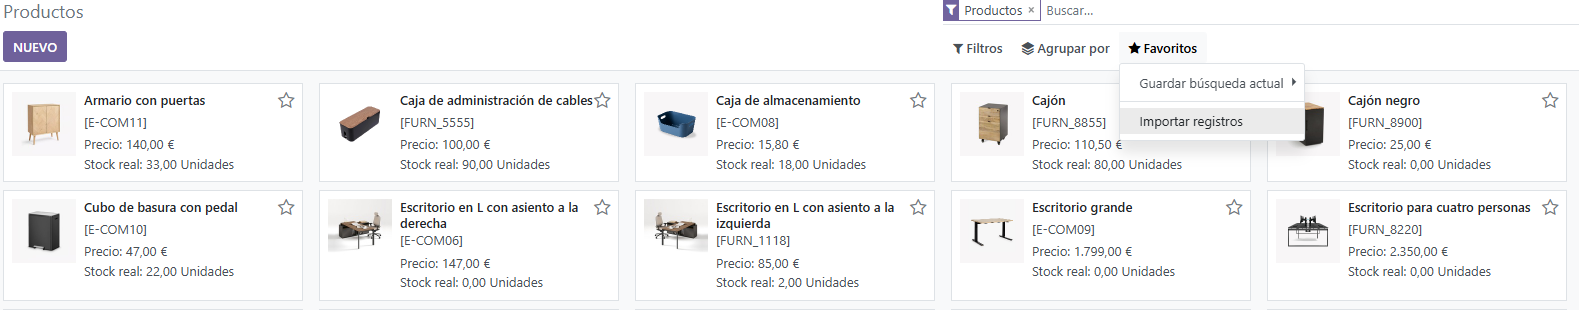 Productos
Productos ×
Buscar...
NUEVO
Filtros
Agrupar por
Favoritos
Guardar búsqueda actual
Importar registros
Armario con puertas
[E-COM11]
Precio: 140,00 €
Stock real: 33,00 Unidades
Caja de administración de cables
[FURN_5555]
Precio: 100,00 €
Stock real: 90,00 Unidades
Caja de almacenamiento
[E-COM08]
Precio: 15,80 €
Stock real: 18,00 Unidades
Cajón
[FURN_8855]
Precio: 110,50 €
Stock real: 80,00 Unidades
Cajón negro
[FURN_8900]
Precio: 25,00 €
Stock real: 0,00 Unidades
Cubo de basura con pedal
[E-COM10]
Precio: 47,00 €
Stock real: 22,00 Unidades
Escritorio en L con asiento a la
derecha
[E-COM06]
Precio: 147,00 €
Stock real: 0,00 Unidades
Escritorio en L con asiento a la
izquierda
[FURN_1118]
Precio: 85,00 €
Stock real: 2,00 Unidades
Escritorio grande
[E-COM09]
Precio: 1.799,00 €
Stock real: 0,00 Unidades
Escritorio para cuatro personas
[FURN_8220]
Precio: 2.350,00 €
Stock real: 0,00 Unidades